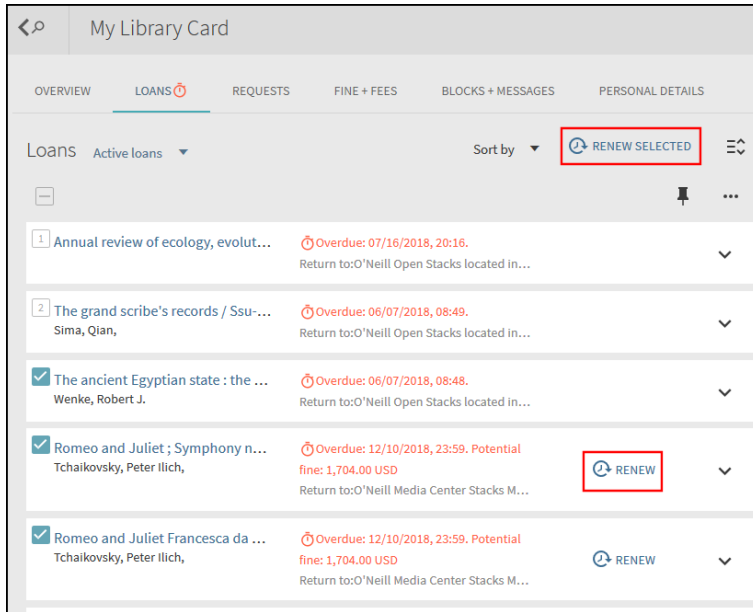 My Library Card
OVERVIEW LOANS REQUESTS FINE + FEES BLOCKS + MESSAGES PERSONAL DETAILS
Loans Active loans Sort by RENEW SELECTED
1 Annual review of ecology, evolut... Overdue: 07/16/2018, 20:16.
Return to:O'Neill Open Stacks located in...
2 The grand scribe's records / Ssu-... Overdue: 06/07/2018, 08:49.
Sima, Qian, Return to:O'Neill Open Stacks located in...
The ancient Egyptian state : the ... Overdue: 06/07/2018, 08:48.
Wenke, Robert J. Return to:O'Neill Open Stacks located in...
Romeo and Juliet ; Symphony n... Overdue: 12/10/2018, 23:59. Potential
Tchaikovsky, Peter Ilich, fine: 1,704.00 USD RENEW
Return to:O'Neill Media Center Stacks M...
Romeo and Juliet Francesca da ... Overdue: 12/10/2018, 23:59. Potential
Tchaikovsky, Peter Ilich, fine: 1,704.00 USD RENEW
Return to:O'Neill Media Center Stacks M...